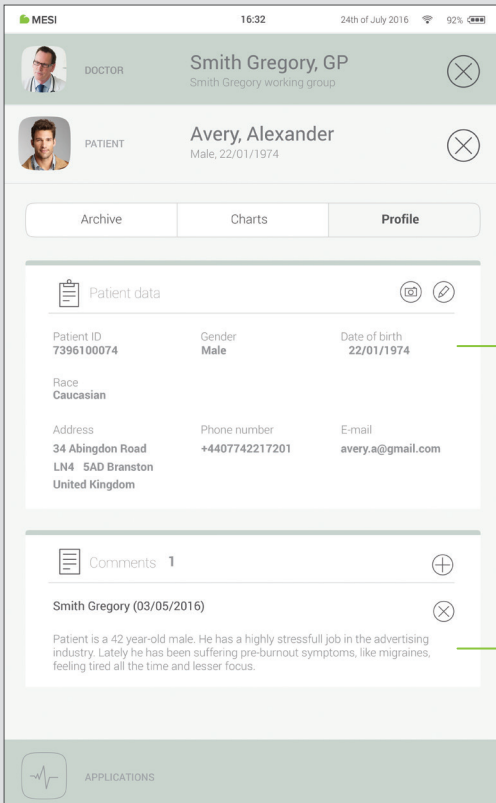 MESI 16:32 24th of July 2016 92%
DOCTOR
Smith Gregory, GP
Smith Gregory working group
PATIENT
Avery, Alexander
Male, 22/01/1974
Archive Charts Profile
Patient data
Patient ID Gender Date of birth
7396100074 Male 22/01/1974
Race
Caucasian
Address Phone number E-mail
34 Abingdon Road +4407742217201 avery.a@gmail.com
LN4 5AD Branston
United Kingdom
Comments 1
Smith Gregory (03/05/2016)
Patient is a 42 year-old male. He has a highly stressfull job in the advertising
industry. Lately he has been suffering pre-burnout symptoms, like migraines,
feeling tired all the time and lesser focus.
APPLICATIONS